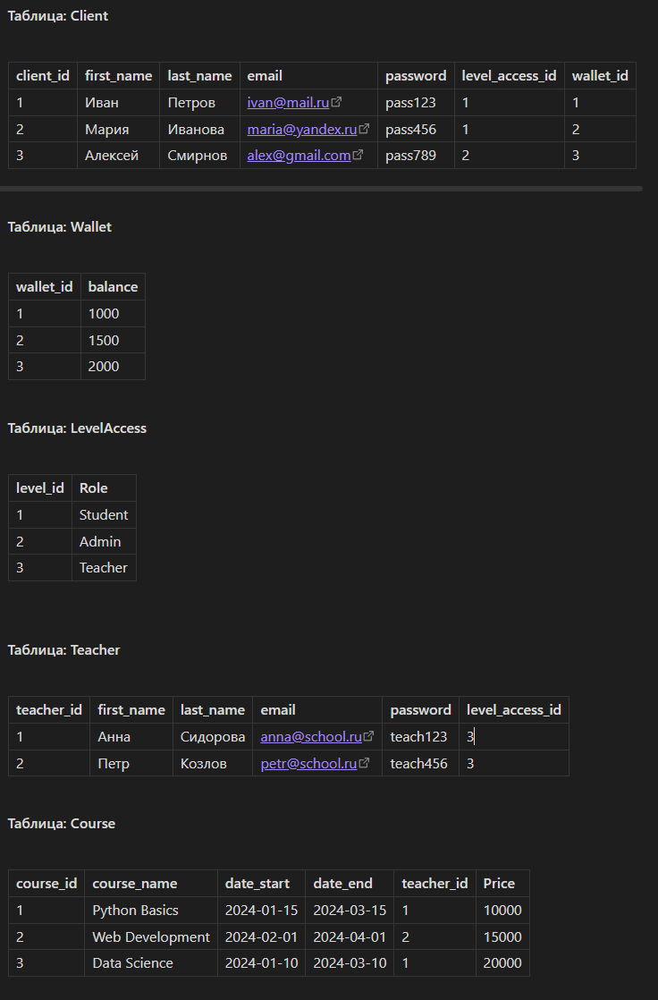 Таблица: Client
client_id first_name last_name email password level_access_id wallet_id
1 Иван Петров ivan@mail.ru pass123 1 1
2 Мария Иванова maria@yandex.ru pass456 1 2
3 Алексей Смирнов alex@gmail.com pass789 2 3
Таблица: Wallet
wallet_id balance
1 1000
2 1500
3 2000
Таблица: LevelAccess
level_id Role
1 Student
2 Admin
3 Teacher
Таблица: Teacher
teacher_id first_name last_name email password level_access_id
1 Анна Сидорова anna@school.ru teach123 3
2 Петр Козлов petr@school.ru teach456 3
Таблица: Course
course_id course_name date_start date_end teacher_id Price
1 Python Basics 2024-01-15 2024-03-15 1 10000
2 Web Development 2024-02-01 2024-04-01 2 15000
3 Data Science 2024-01-10 2024-03-10 1 20000